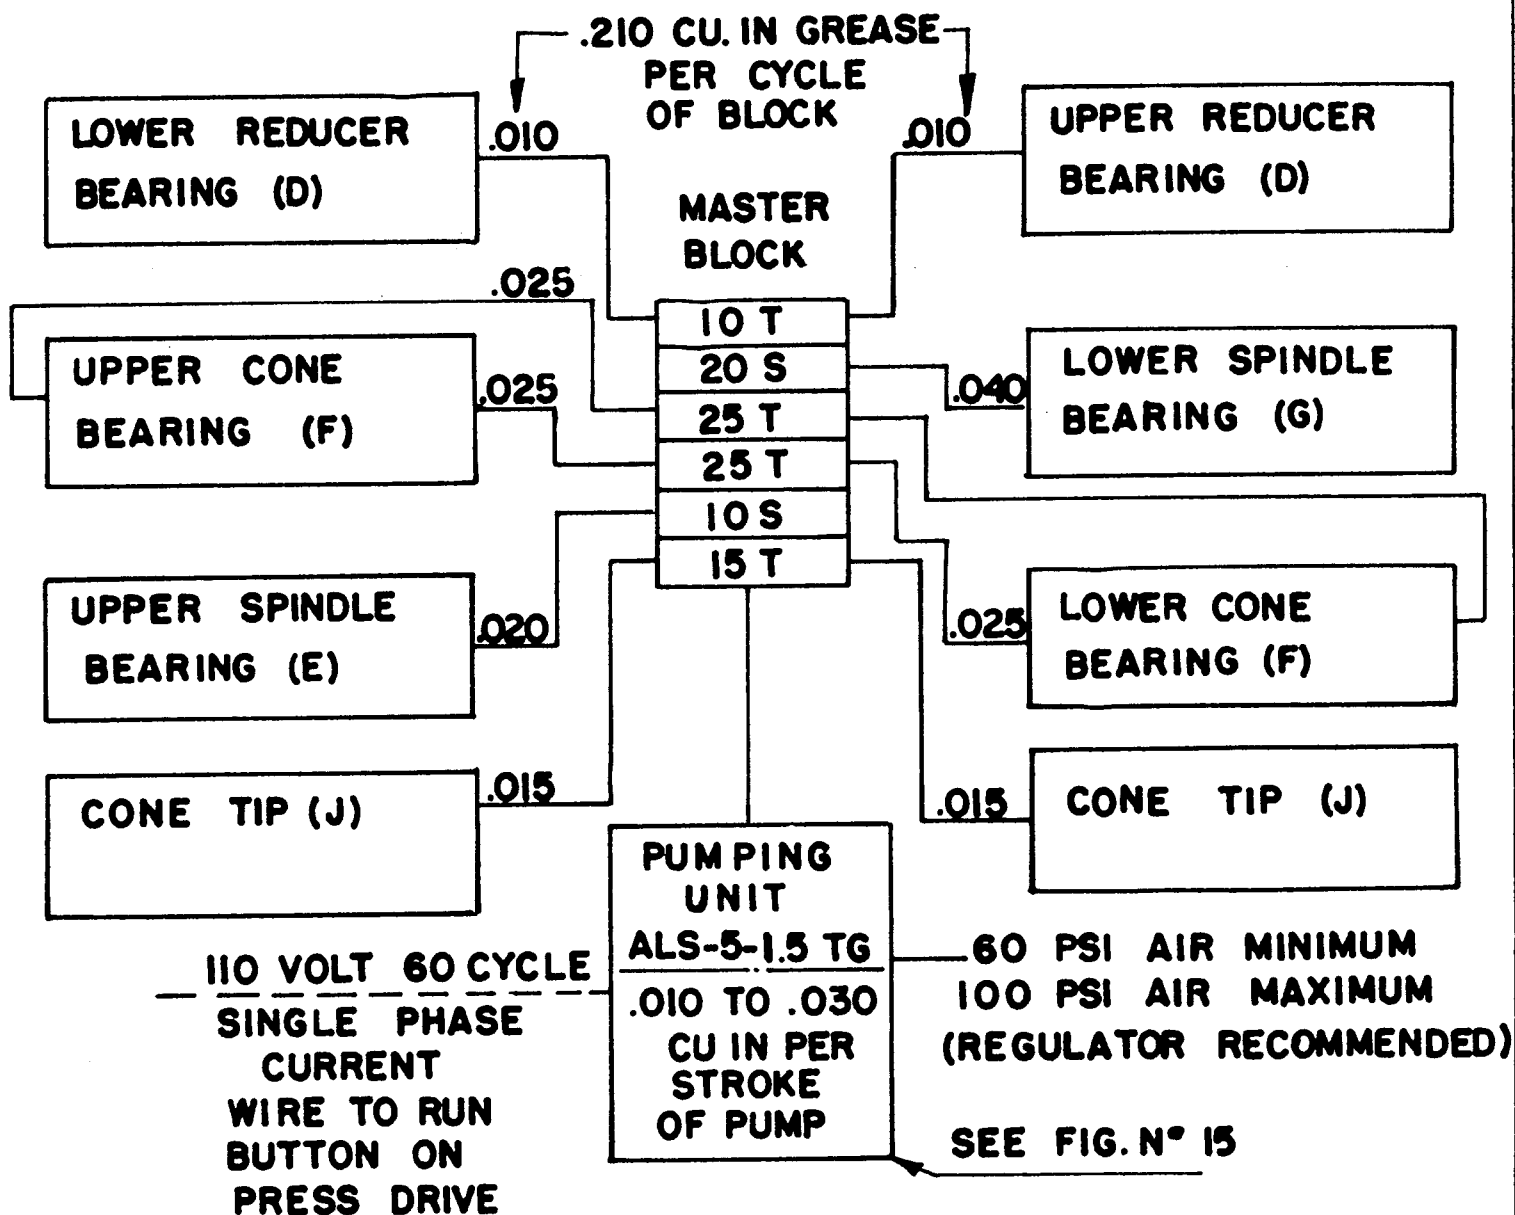 .210 CU. IN GREASE
PER CYCLE
OF BLOCK
LOWER REDUCER
BEARING (D)
.010
.010
UPPER REDUCER
BEARING (D)
MASTER
BLOCK
.025
10 T
20 S
25 T
25 T
10 S
15 T
UPPER CONE
BEARING (F)
.025
.040
LOWER SPINDLE
BEARING (G)
UPPER SPINDLE
BEARING (E)
.020
.025
LOWER CONE
BEARING (F)
CONE TIP (J)
.015
.015
CONE TIP (J)
PUMPING
UNIT
ALS-5-1.5 TG
.010 TO .030
CU IN PER
STROKE
OF PUMP
110 VOLT 60 CYCLE
SINGLE PHASE
CURRENT
WIRE TO RUN
BUTTON ON
PRESS DRIVE
60 PSI AIR MINIMUM
100 PSI AIR MAXIMUM
(REGULATOR RECOMMENDED)
SEE FIG. Nº 15